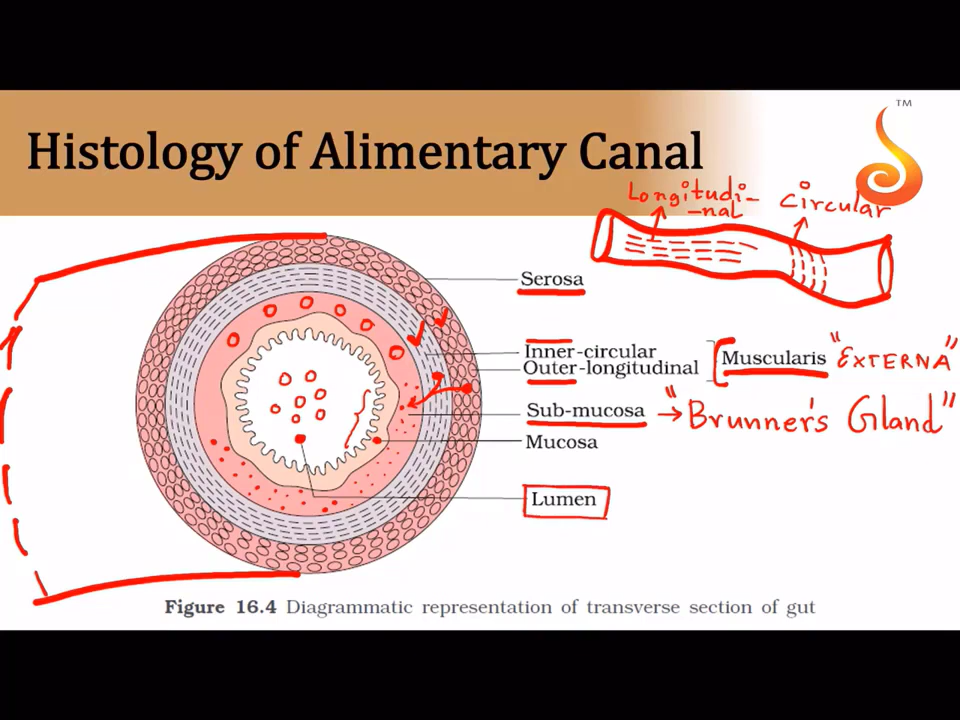 TM
Histology of Alimentary Canal
Longitudi-
-nal
Circular
Serosa
Inner-circular
Outer-longitudinal
Muscularis "EXTERNA"
Sub-mucosa → "Brunner's Gland"
Mucosa
Lumen
Figure 16.4 Diagrammatic representation of transverse section of gut